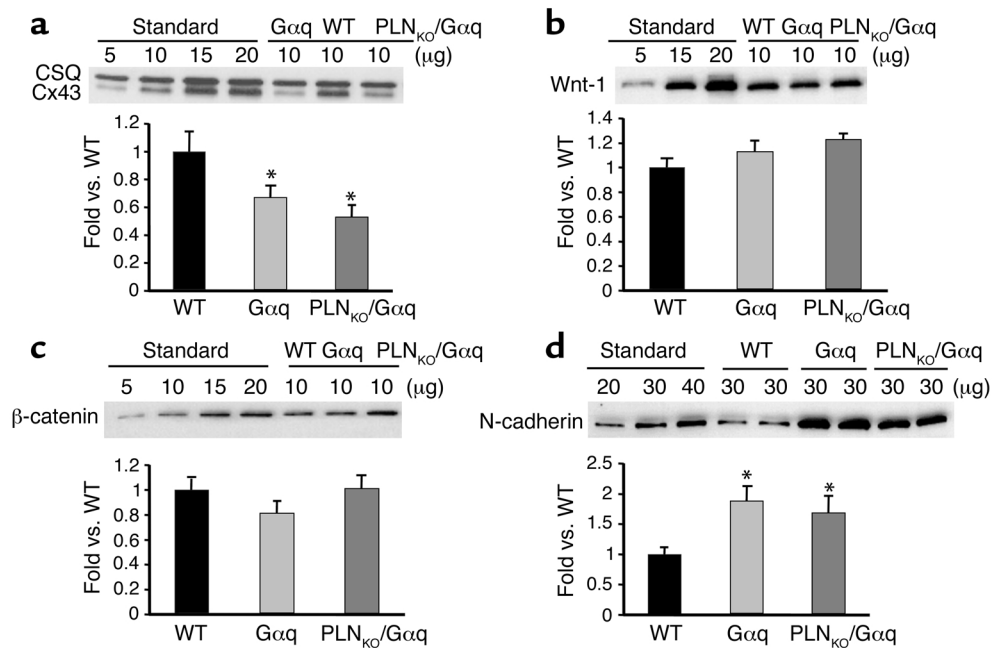 a
Standard Gαq WT PLNKO/Gαq
5 10 15 20 10 10 10 (μg)
CSQ
Cx43
Fold vs. WT
1.2
1
0.8
0.6
0.4
0.2
0
* *
WT Gαq PLNKO/Gαq
b
Standard WT Gαq PLNKO/Gαq
5 15 20 10 10 10 (μg)
Wnt-1
Fold vs. WT
1.4
1.2
1
0.8
0.6
0.4
0.2
0
WT Gαq PLNKO/Gαq
c
Standard WT Gαq PLNKO/Gαq
5 10 15 20 10 10 10 (μg)
β-catenin
Fold vs. WT
1.2
1
0.8
0.6
0.4
0.2
0
WT Gαq PLNKO/Gαq
d
Standard WT Gαq PLNKO/Gαq
20 30 40 30 30 30 30 30 30 (μg)
N-cadherin
Fold vs. WT
2.5
2
1.5
1
0.5
0
* *
WT Gαq PLNKO/Gαq